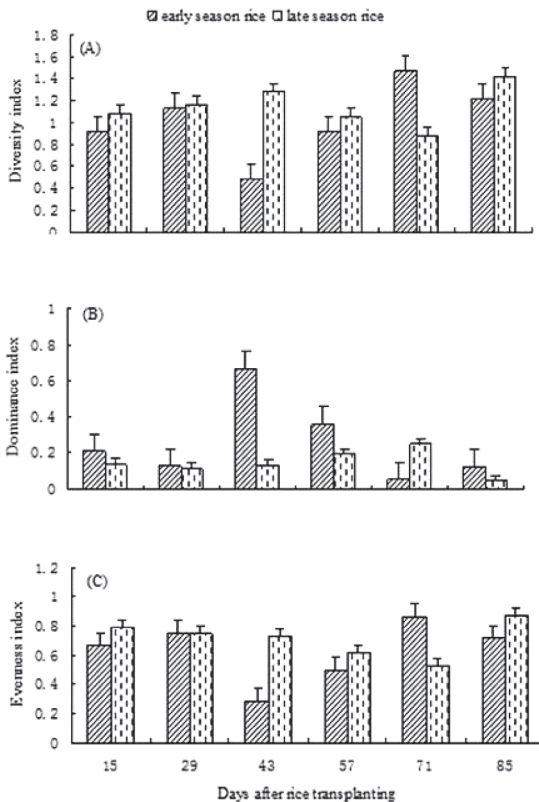 early season rice late season rice
(A)
1.8
1.6
1.4
1.2
1
0.8
0.6
0.4
0.2
0
Diversity index
(B)
1
0.8
0.6
0.4
0.2
0
Dominance index
(C)
1.2
1
0.8
0.6
0.4
0.2
0
Evenness index
15 29 43 57 71 85
Days after rice transplanting